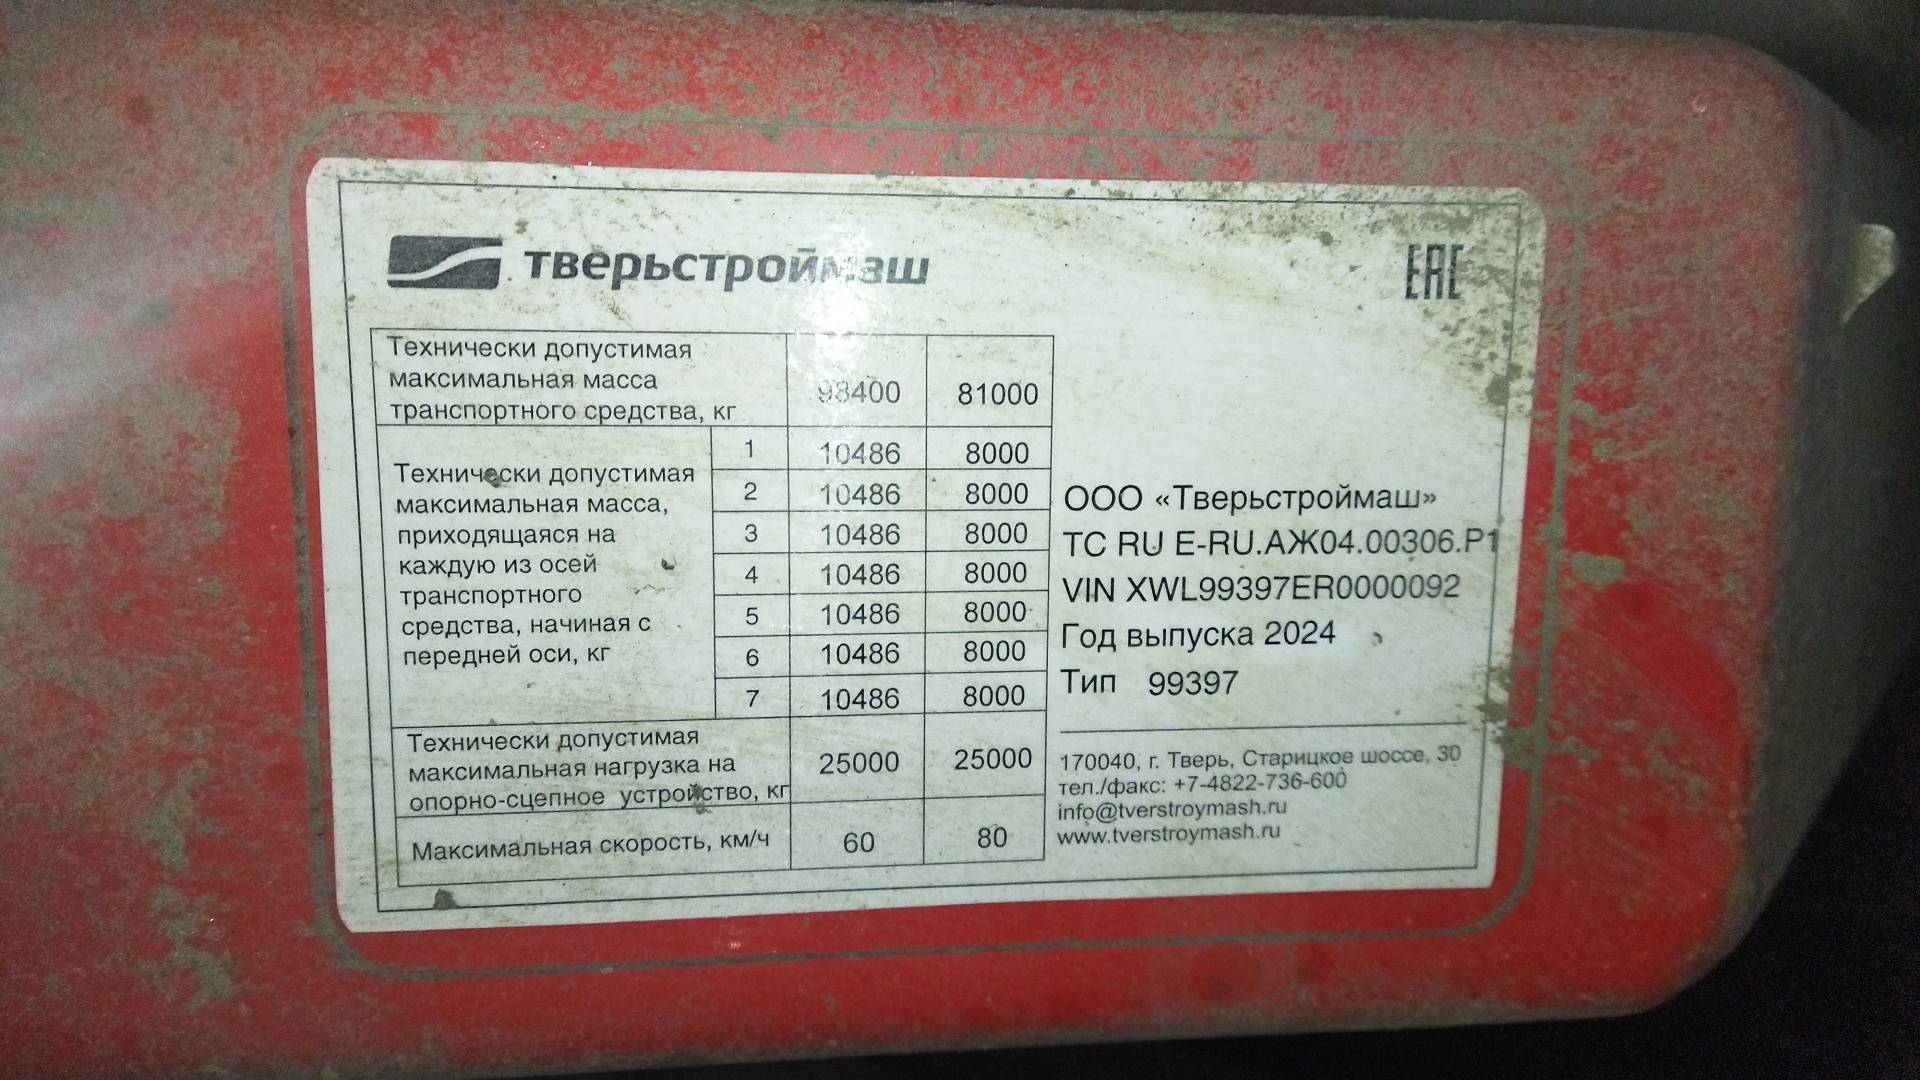 тверьстроймаш
EAC
Технически допустимая
максимальная масса
транспортного средства, кг
98400 81000
Технически допустимая
максимальная масса,
приходящаяся на
каждую из осей
транспортного
средства, начиная с
передней оси, кг
1 10486 8000
2 10486 8000
3 10486 8000
4 10486 8000
5 10486 8000
6 10486 8000
7 10486 8000
Технически допустимая
максимальная нагрузка на
опорно-сцепное устройство, кг
25000 25000
Максимальная скорость, км/ч 60 80
ООО «Тверьстроймаш»
ТС RU E-RU.АЖ04.00306.Р1
VIN XWL99397ER0000092
Год выпуска 2024
Тип 99397
170040, г. Тверь, Старицкое шоссе, 30
тел./факс: +7-4822-736-600
info@tverstroymash.ru
www.tverstroymash.ru